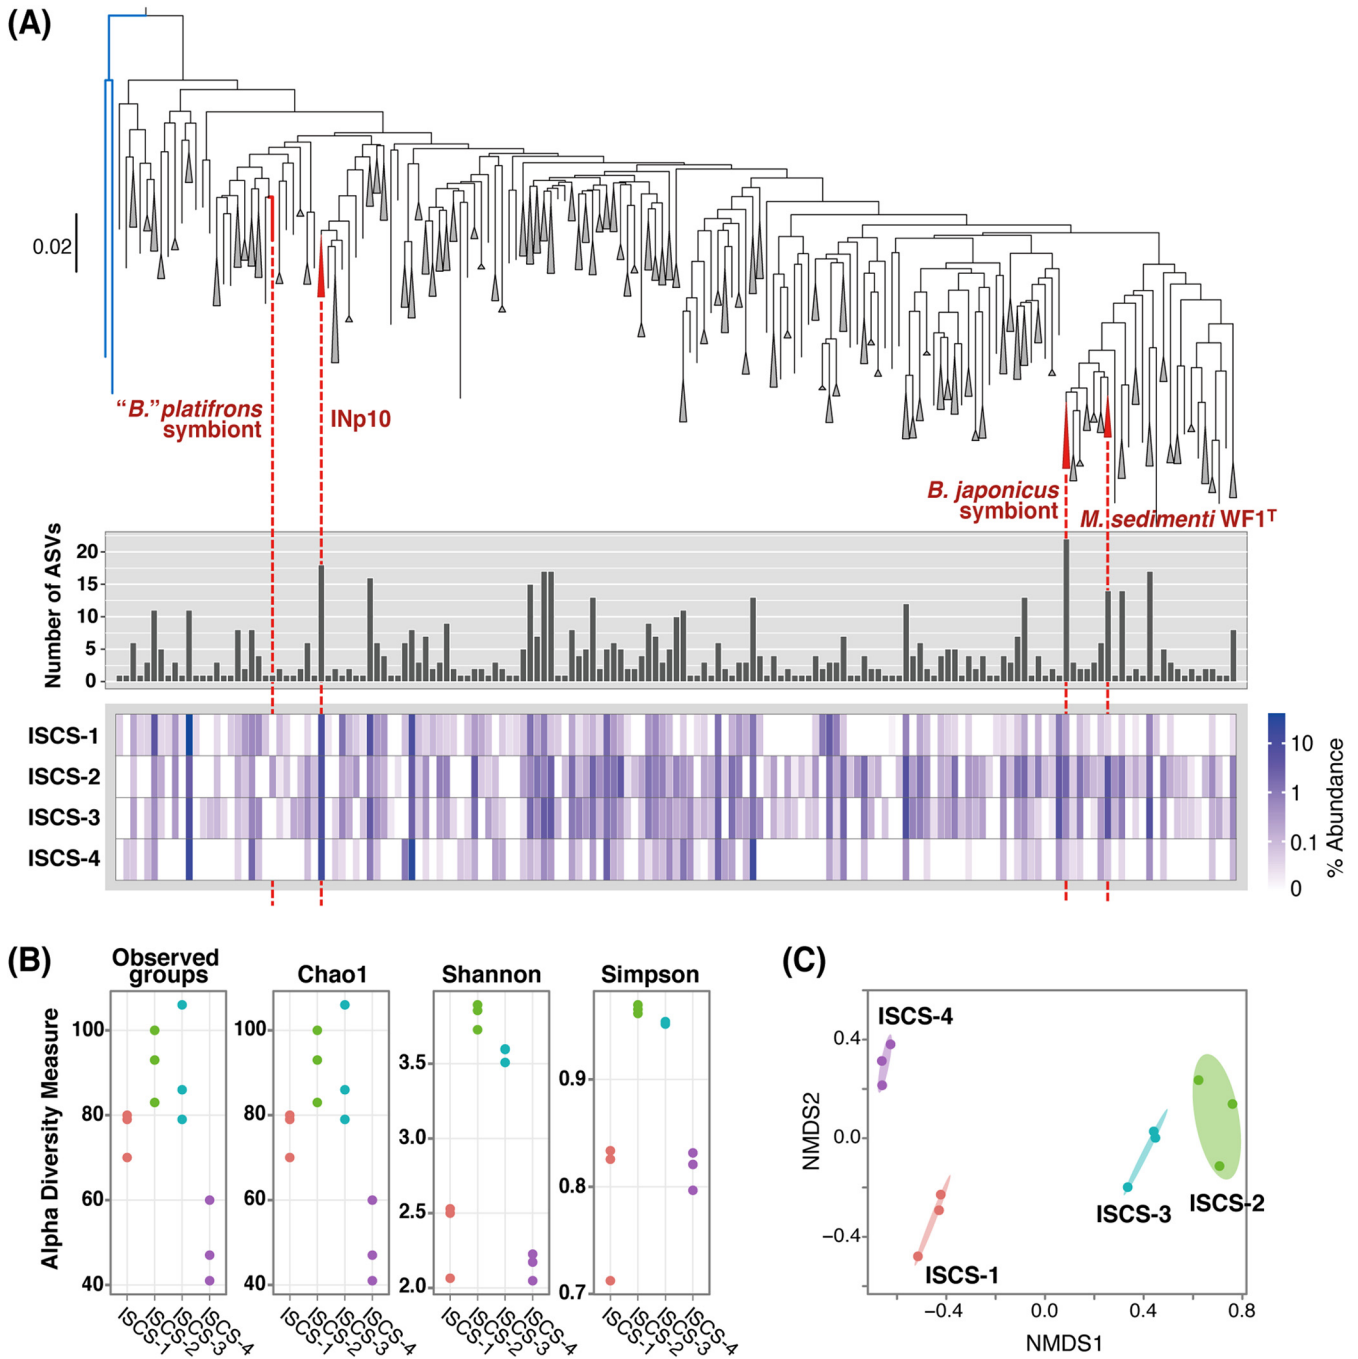 (A)
0.02
“B.” platifrons
symbiont
INp10
B. japonicus
symbiont
M. sedimenti WF1ᵀ
Number of ASVs
20
15
10
5
0
ISCS-1
ISCS-2
ISCS-3
ISCS-4
10
1
0.1
0
% Abundance
(B)
Alpha Diversity Measure
Observed
groups
100
80
60
40
ISCS-1
ISCS-2
ISCS-3
ISCS-4
Chao1
100
80
60
40
ISCS-1
ISCS-2
ISCS-3
ISCS-4
Shannon
3.5
3.0
2.5
2.0
ISCS-1
ISCS-2
ISCS-3
ISCS-4
Simpson
0.9
0.8
0.7
ISCS-1
ISCS-2
ISCS-3
ISCS-4
(C)
NMDS2
0.4
0.0
−0.4
ISCS-4
ISCS-3
ISCS-2
ISCS-1
−0.4
0.0
0.4
0.8
NMDS1